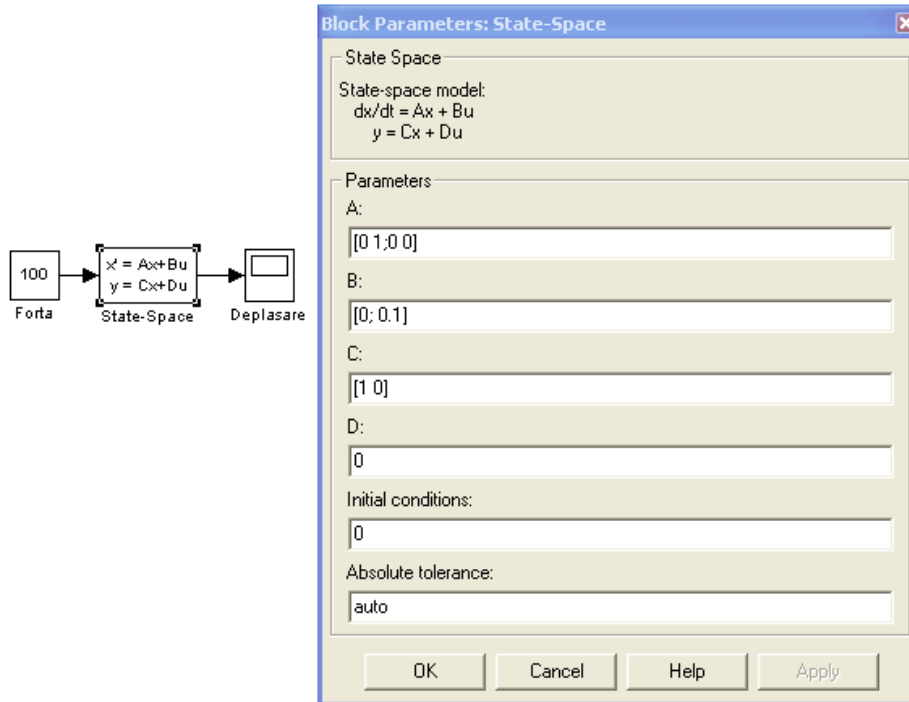 Block Parameters: State-Space
State Space
State-space model:
dx/dt = Ax + Bu
y = Cx + Du
Parameters
A:
[0 1;0 0]
B:
[0; 0.1]
C:
[1 0]
D:
0
Initial conditions:
0
Absolute tolerance:
auto
OK Cancel Help Apply
100
Forta
x' = Ax+Bu
y = Cx+Du
State-Space
Deplasare